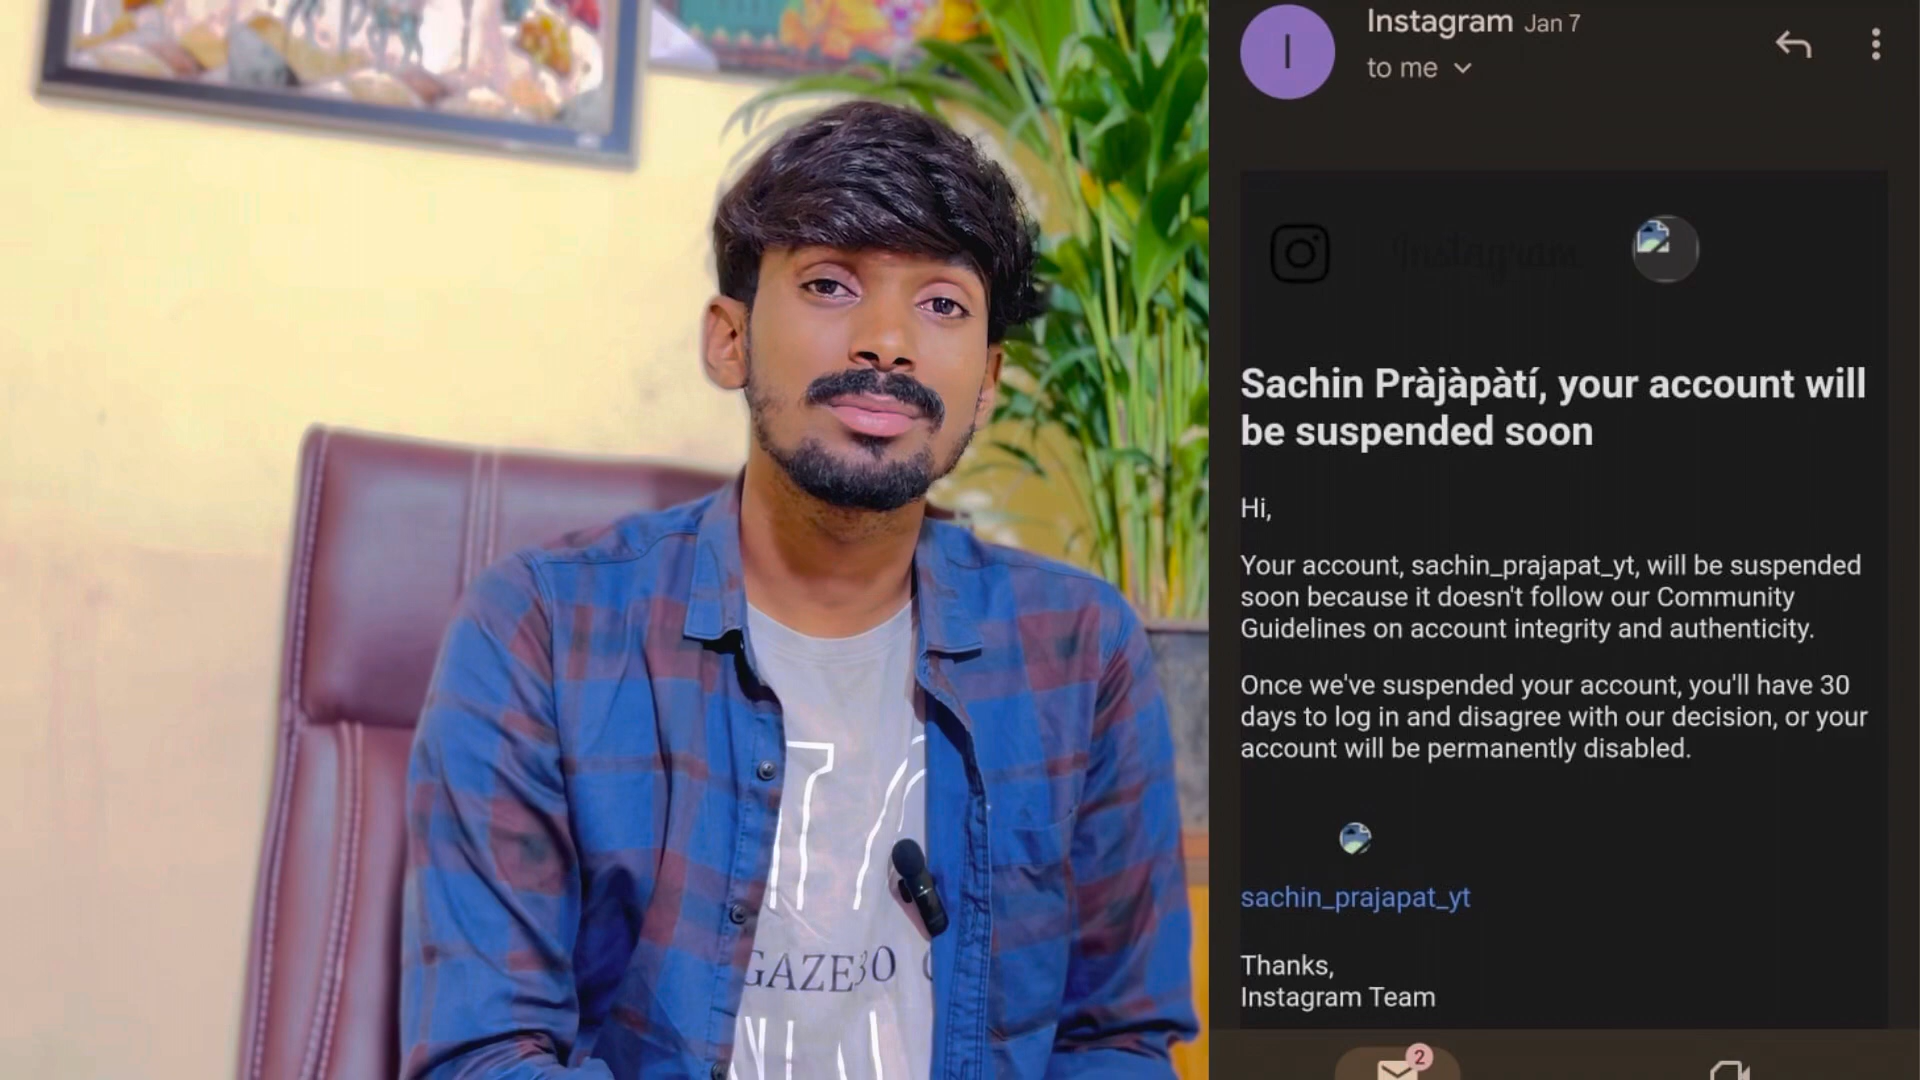 Instagram Jan 7
to me
I
Instagram
Sachin Pràjàpàtí, your account will
be suspended soon
Hi,
Your account, sachin_prajapat_yt, will be suspended
soon because it doesn't follow our Community
Guidelines on account integrity and authenticity.
Once we've suspended your account, you'll have 30
days to log in and disagree with our decision, or your
account will be permanently disabled.
sachin_prajapat_yt
Thanks,
Instagram Team
2